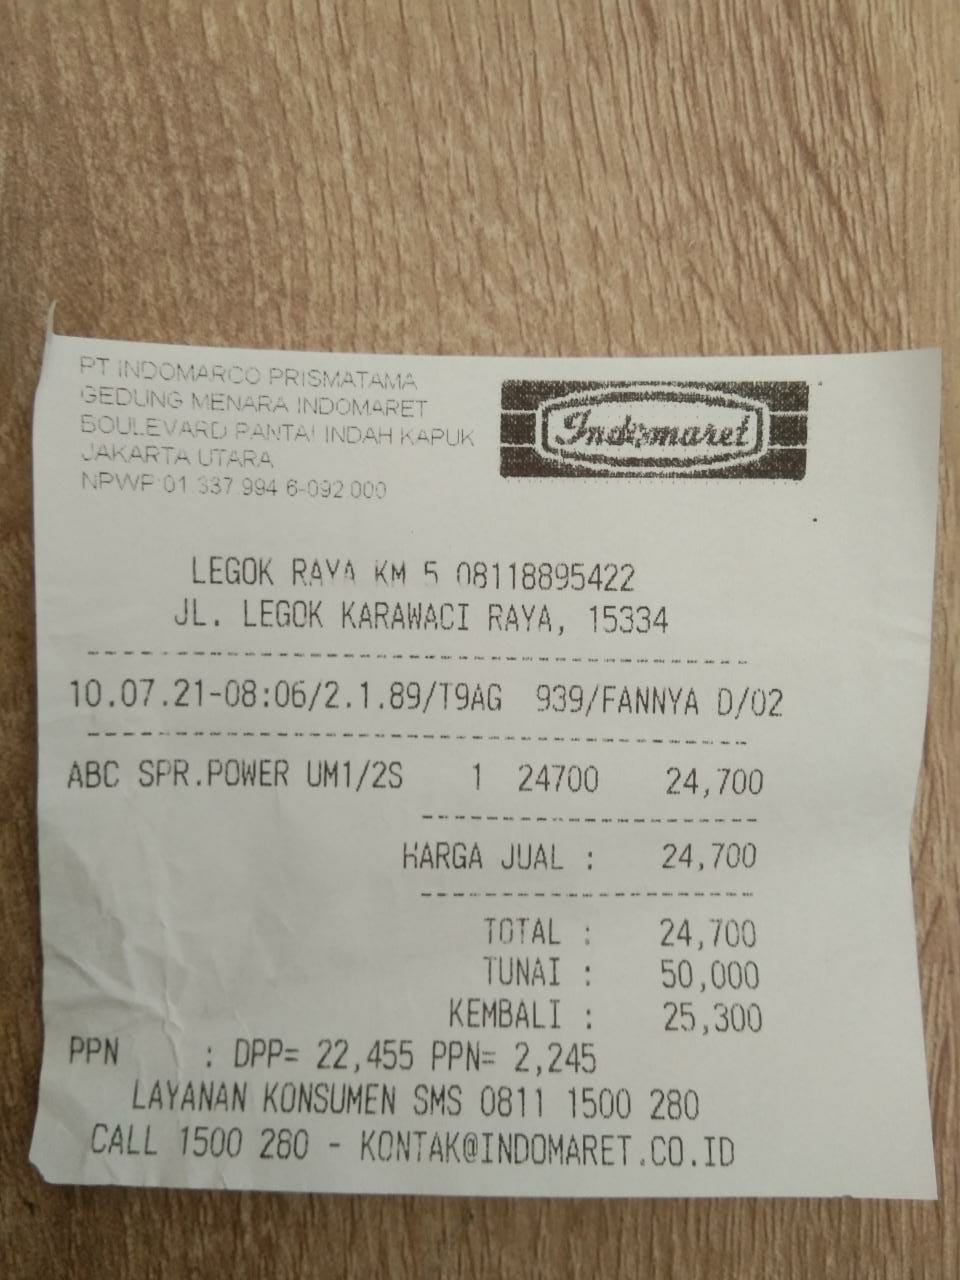 PT INDOMARCO PRISMATAMA
GEDUNG MENARA INDOMARET
BOULEVARD PANTAI INDAH KAPUK
JAKARTA UTARA
NPWP 01 337 994 6-092 000
Indomaret
LEGOK RAYA KM 5 08118895422
JL. LEGOK KARAWACI RAYA, 15334
10.07.21-08:06/2.1.89/T9AG 939/FANNYA D/02
ABC SPR.POWER UM1/2S 1 24700 24,700
HARGA JUAL : 24,700
TOTAL : 24,700
TUNAI : 50,000
KEMBALI : 25,300
PPN : DPP= 22,455 PPN= 2,245
LAYANAN KONSUMEN SMS 0811 1500 280
CALL 1500 280 - KONTAK@INDOMARET.CO.ID